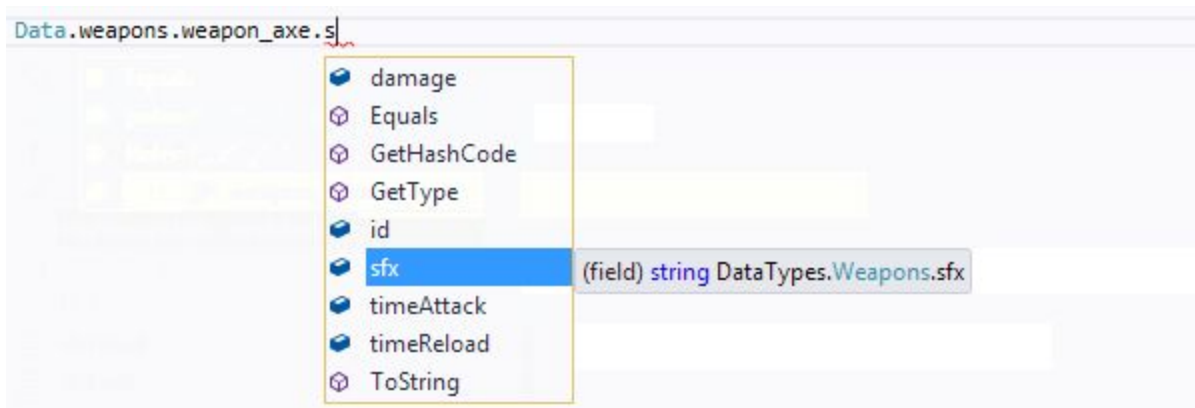 Data.weapons.weapon_axe.s
damage
Equals
GetHashCode
GetType
id
sfx (field) string DataTypes.Weapons.sfx
timeAttack
timeReload
ToString